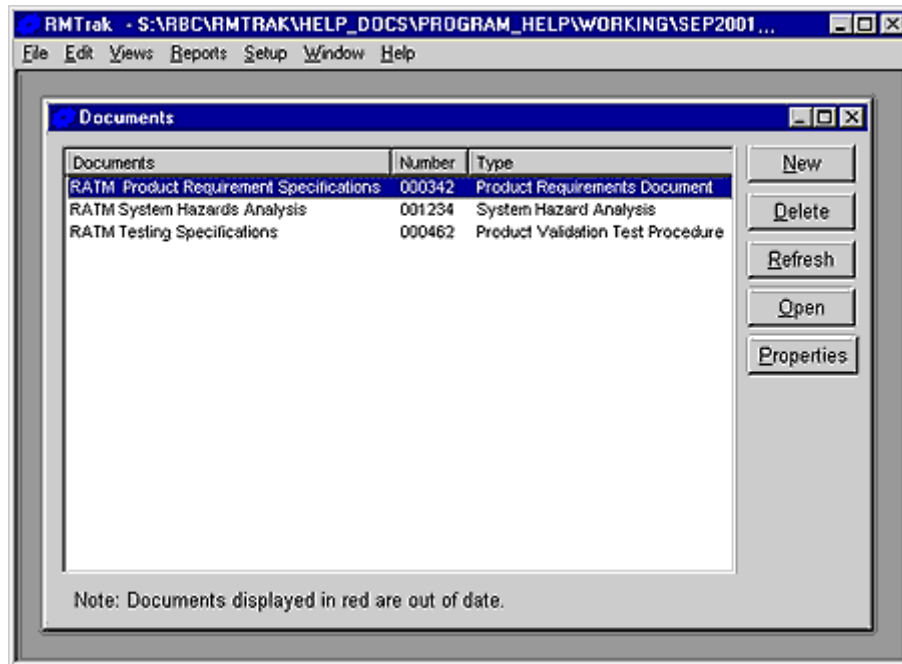 RMTrak - S:\RBC\RMTRAK\HELP_DOCS\PROGRAM_HELP\WORKING\SEP2001...
File Edit Views Reports Setup Window Help
Documents
Documents Number Type
RATM Product Requirement Specifications 000342 Product Requirements Document
RATM System Hazards Analysis 001234 System Hazard Analysis
RATM Testing Specifications 000462 Product Validation Test Procedure
New
Delete
Refresh
Open
Properties
Note: Documents displayed in red are out of date.